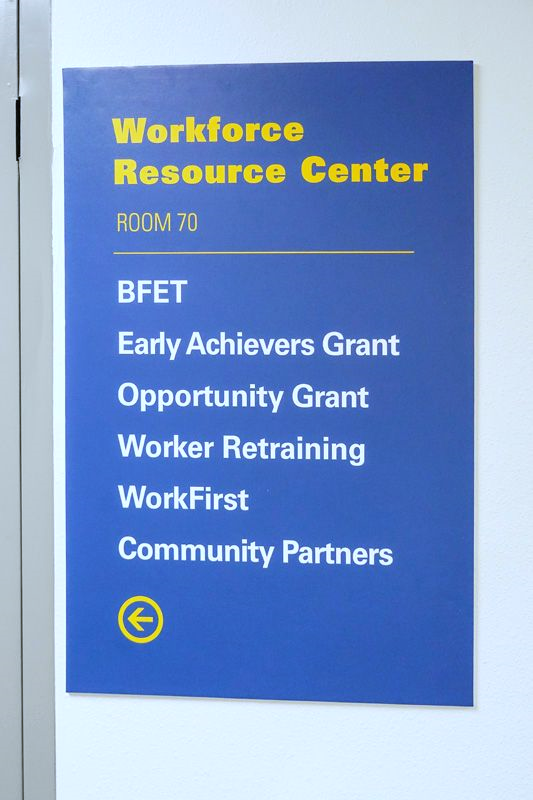 Workforce
Resource Center
ROOM 70
BFET
Early Achievers Grant
Opportunity Grant
Worker Retraining
WorkFirst
Community Partners